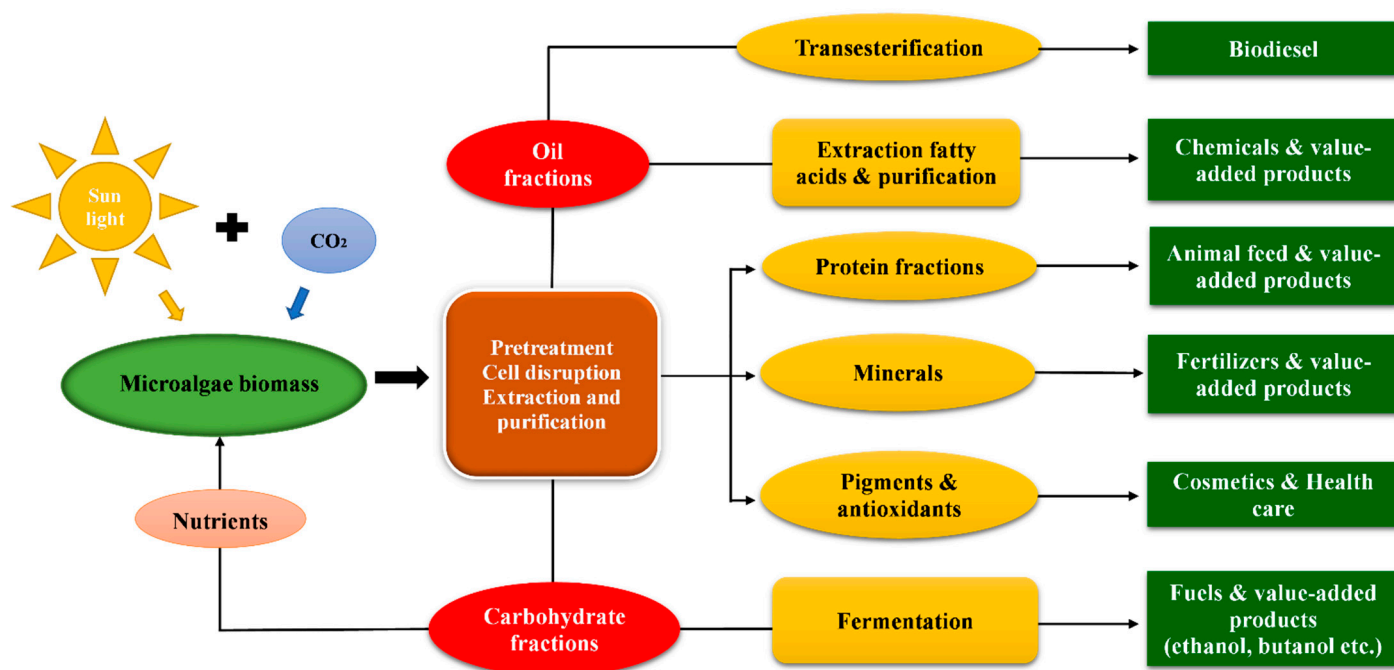 Transesterification
Biodiesel
Oil
fractions
Extraction fatty
acids & purification
Chemicals & value-
added products
Sun
light
CO₂
Protein fractions
Animal feed & value-
added products
Microalgae biomass
Pretreatment
Cell disruption
Extraction and
purification
Minerals
Fertilizers & value-
added products
Pigments &
antioxidants
Cosmetics & Health
care
Nutrients
Carbohydrate
fractions
Fermentation
Fuels & value-added
products
(ethanol, butanol etc.)